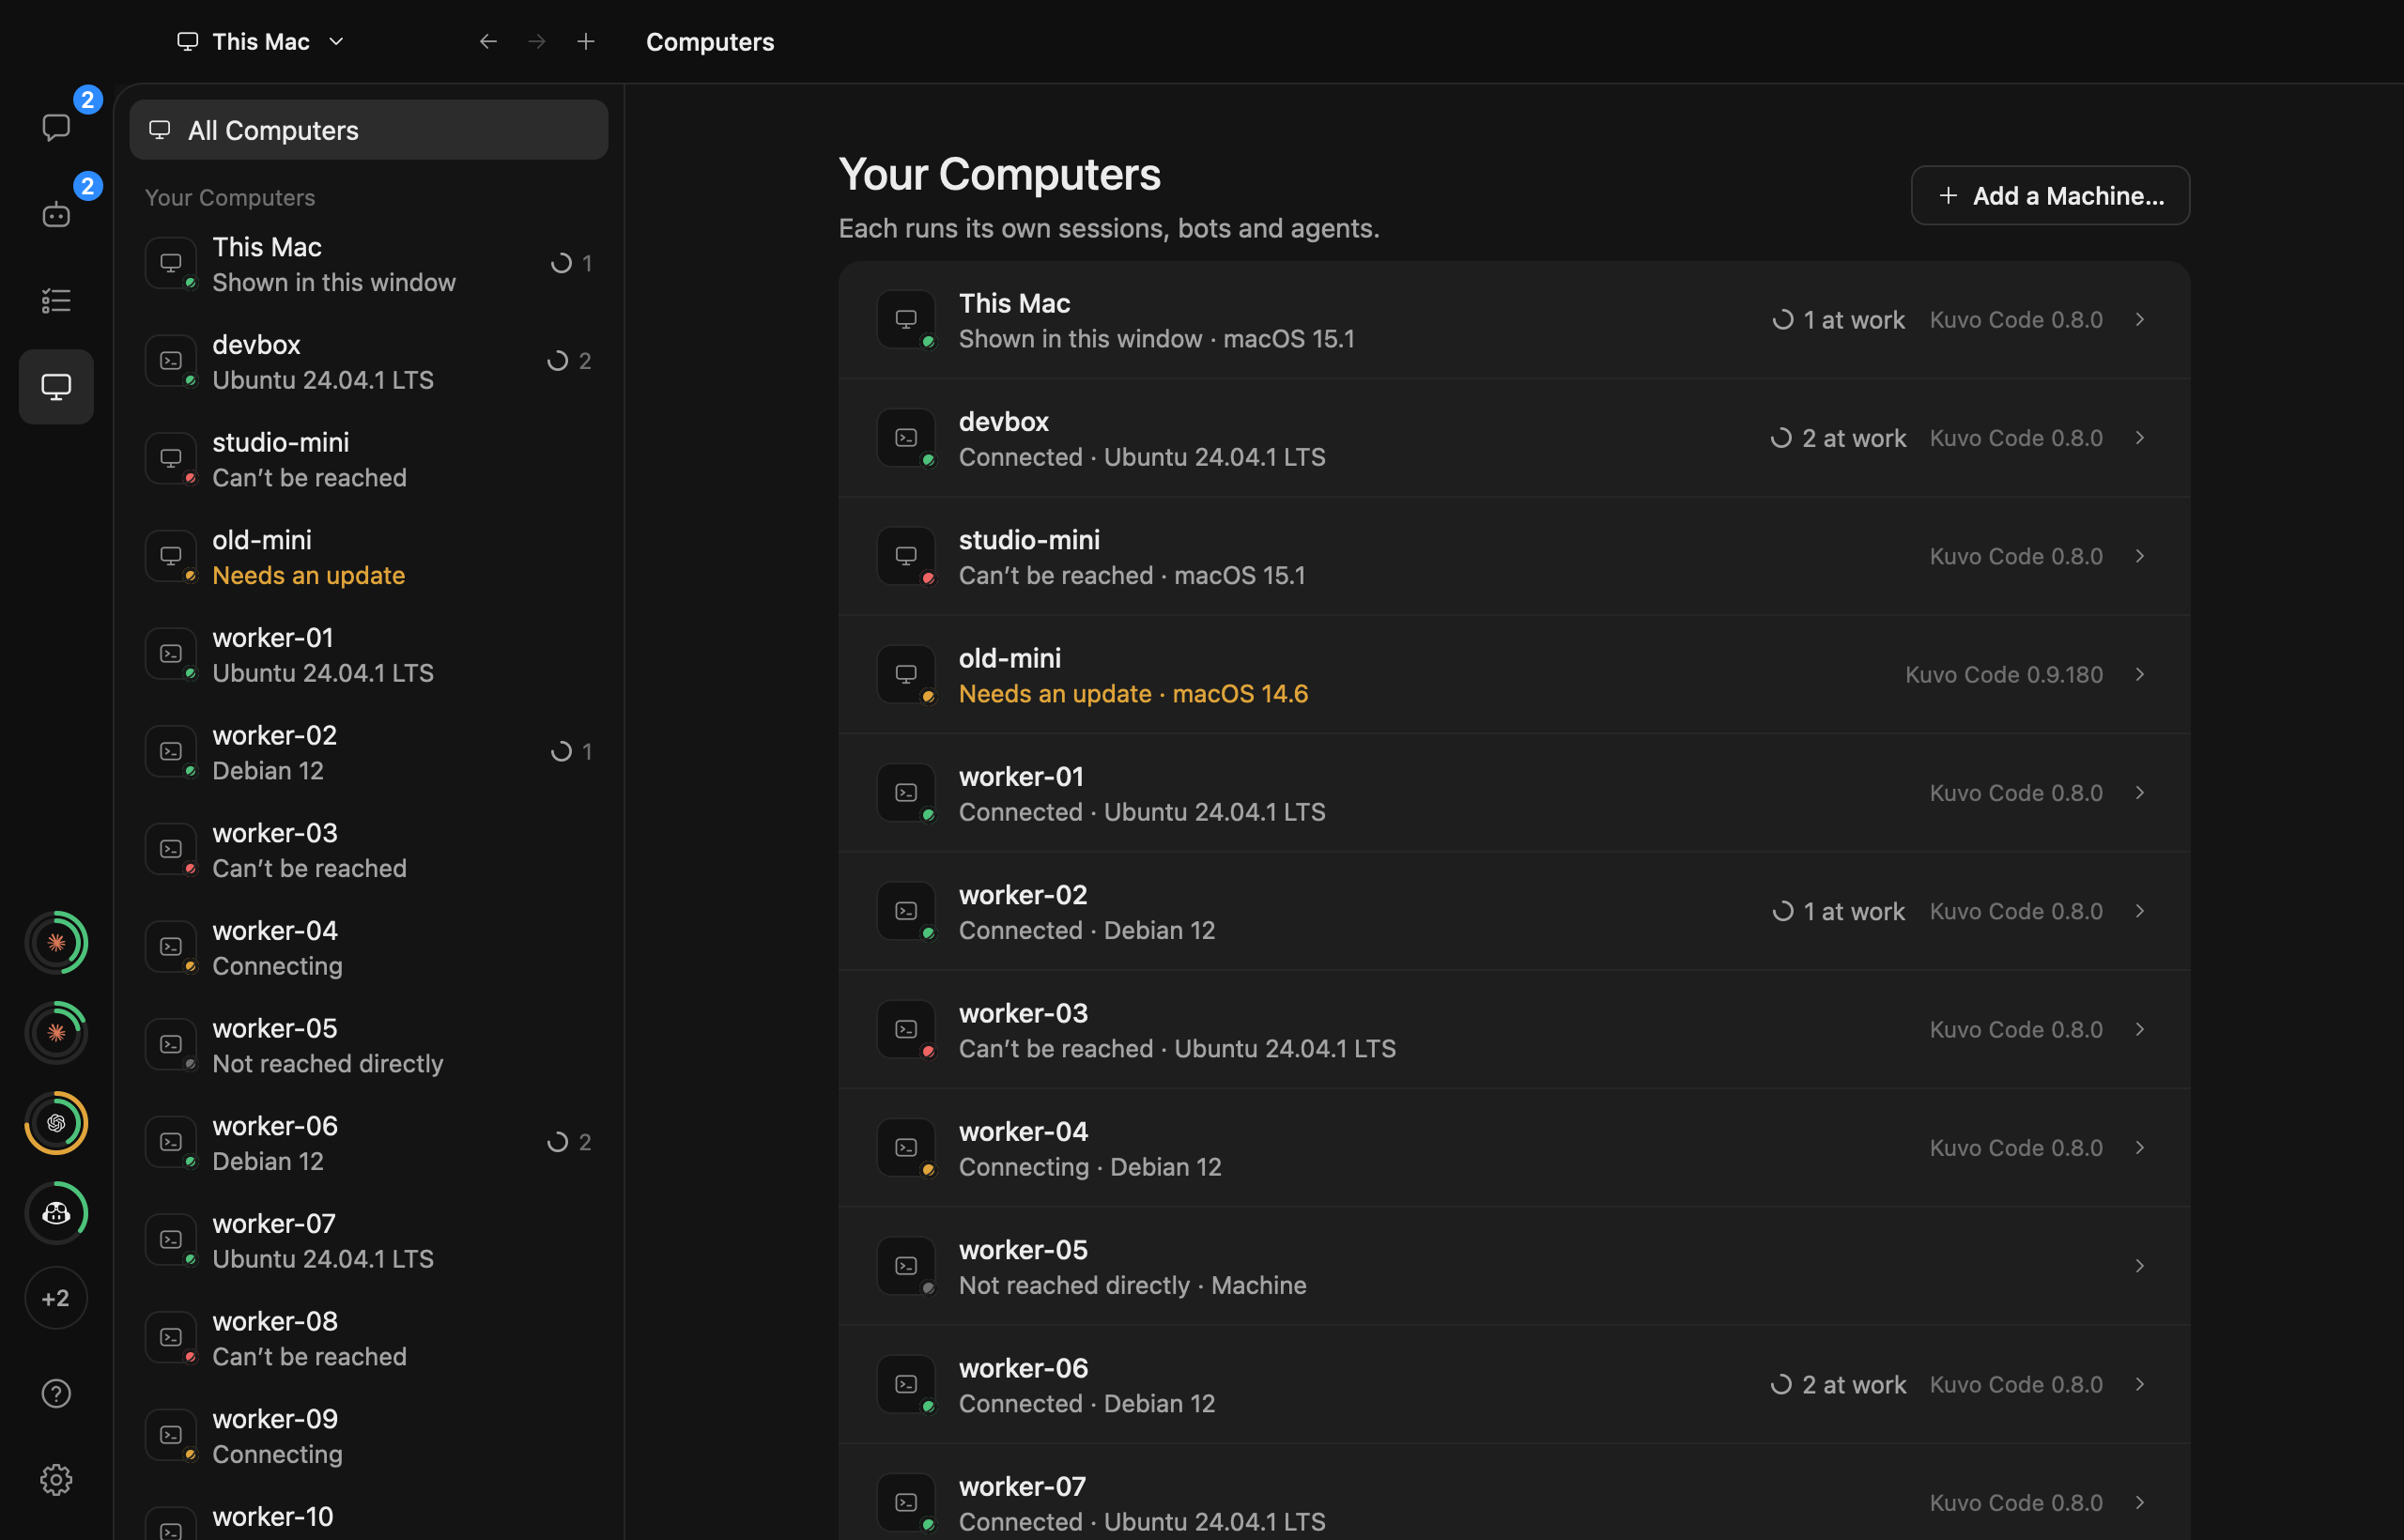 This Mac
Computers
2
2
+2
All Computers
Your Computers
This Mac
Shown in this window
1
devbox
Ubuntu 24.04.1 LTS
2
studio-mini
Can’t be reached
old-mini
Needs an update
worker-01
Ubuntu 24.04.1 LTS
worker-02
Debian 12
1
worker-03
Can’t be reached
worker-04
Connecting
worker-05
Not reached directly
worker-06
Debian 12
2
worker-07
Ubuntu 24.04.1 LTS
worker-08
Can’t be reached
worker-09
Connecting
worker-10
Your Computers
Each runs its own sessions, bots and agents.
Add a Machine...
This Mac
Shown in this window · macOS 15.1
1 at work Kuvo Code 0.8.0
devbox
Connected · Ubuntu 24.04.1 LTS
2 at work Kuvo Code 0.8.0
studio-mini
Can’t be reached · macOS 15.1
Kuvo Code 0.8.0
old-mini
Needs an update · macOS 14.6
Kuvo Code 0.9.180
worker-01
Connected · Ubuntu 24.04.1 LTS
Kuvo Code 0.8.0
worker-02
Connected · Debian 12
1 at work Kuvo Code 0.8.0
worker-03
Can’t be reached · Ubuntu 24.04.1 LTS
Kuvo Code 0.8.0
worker-04
Connecting · Debian 12
Kuvo Code 0.8.0
worker-05
Not reached directly · Machine
worker-06
Connected · Debian 12
2 at work Kuvo Code 0.8.0
worker-07
Connected · Ubuntu 24.04.1 LTS
Kuvo Code 0.8.0